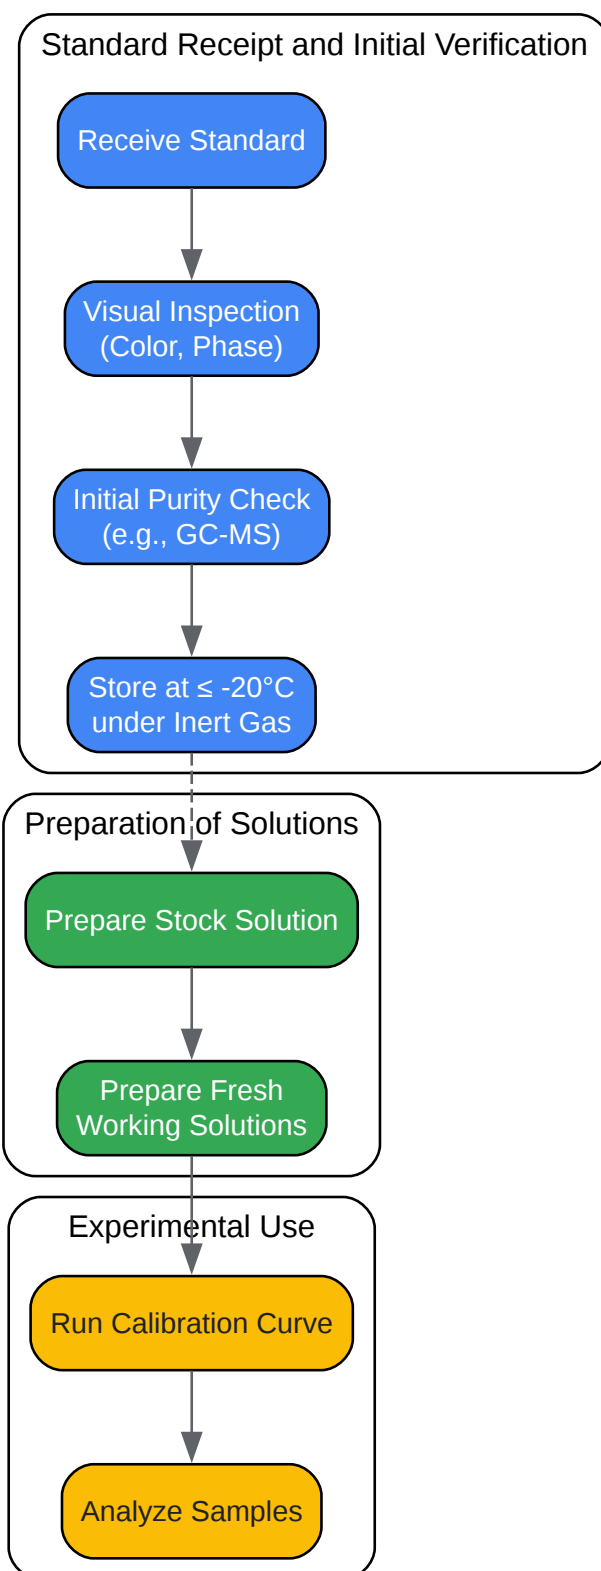 Standard Receipt and Initial Verification
Receive Standard
Visual Inspection
(Color, Phase)
Initial Purity Check
(e.g., GC-MS)
Store at ≤ -20°C
under Inert Gas
Preparation of Solutions
Prepare Stock Solution
Prepare Fresh
Working Solutions
Experimental Use
Run Calibration Curve
Analyze Samples